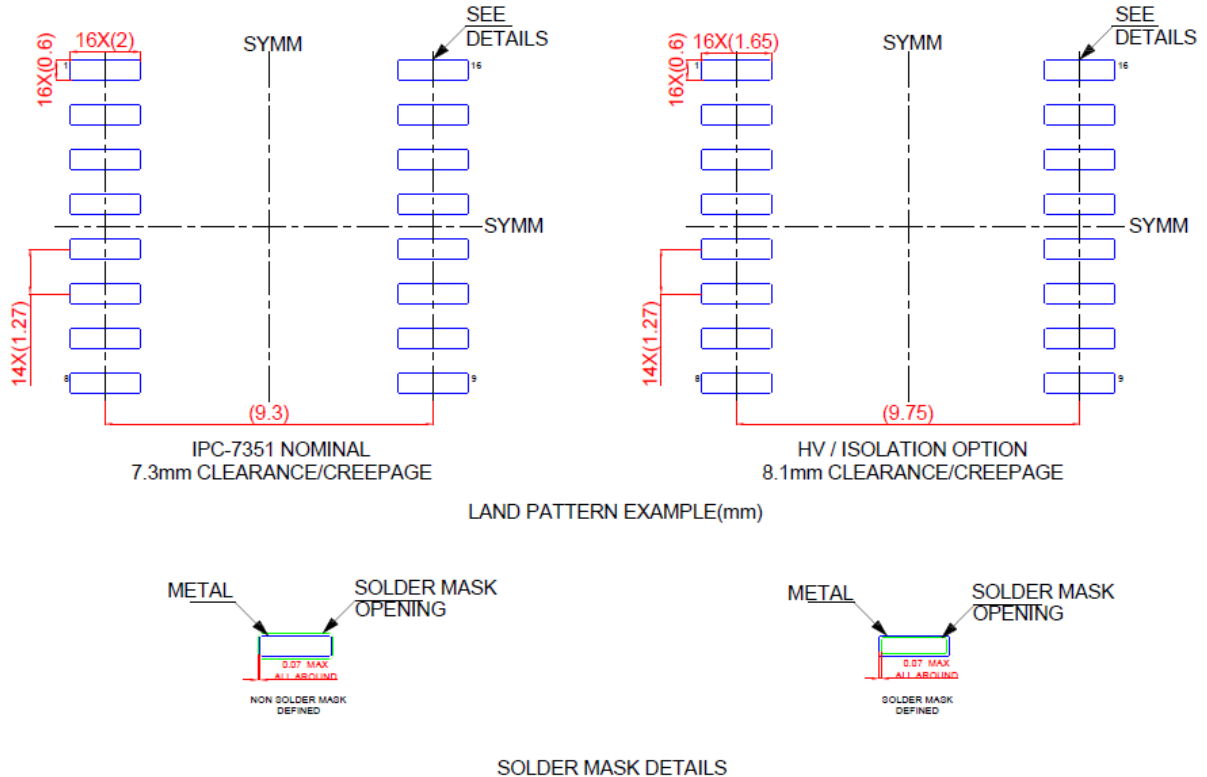 SEE
DETAILS
16X(2)
SYMM
16X(0.6)
1
16
SYMM
14X(1.27)
8
9
(9.3)
IPC-7351 NOMINAL
7.3mm CLEARANCE/CREEPAGE
SEE
DETAILS
16X(1.65)
SYMM
16X(0.6)
1
16
SYMM
14X(1.27)
8
9
(9.75)
HV / ISOLATION OPTION
8.1mm CLEARANCE/CREEPAGE
LAND PATTERN EXAMPLE(mm)
METAL
SOLDER MASK
OPENING
0.07 MAX
ALL AROUND
NON SOLDER MASK
DEFINED
METAL
SOLDER MASK
OPENING
0.07 MAX
ALL AROUND
SOLDER MASK
DEFINED
SOLDER MASK DETAILS